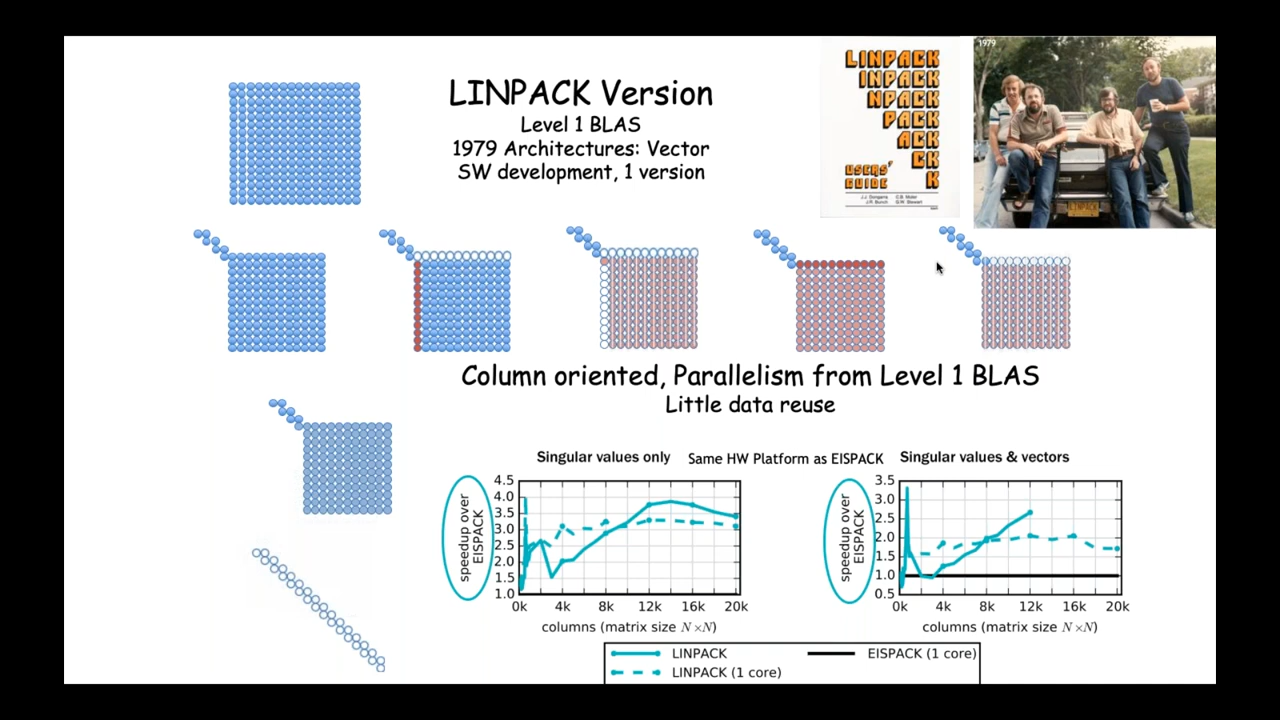 LINPACK Version
Level 1 BLAS
1979 Architectures: Vector
SW development, 1 version
LINPACK
INPACK
NPACK
PACK
ACK
CK
K
USERS'
GUIDE
J.J. Dongarra C.B. Moler
J.R. Bunch G.W. Stewart
1979
LINPACK
Column oriented, Parallelism from Level 1 BLAS
Little data reuse
Singular values only
Same HW Platform as EISPACK
Singular values & vectors
speedup over
EISPACK
4.5
4.0
3.5
3.0
2.5
2.0
1.5
1.0
0k 4k 8k 12k 16k 20k
columns (matrix size N×N)
speedup over
EISPACK
3.5
3.0
2.5
2.0
1.5
1.0
0.5
0k 4k 8k 12k 16k 20k
columns (matrix size N×N)
LINPACK
EISPACK (1 core)
LINPACK (1 core)